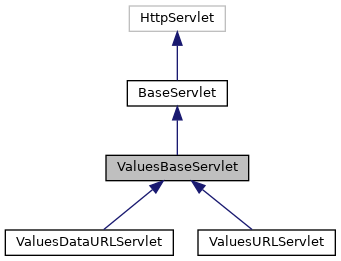 HttpServlet
BaseServlet
ValuesBaseServlet
ValuesDataURLServlet
ValuesURLServlet